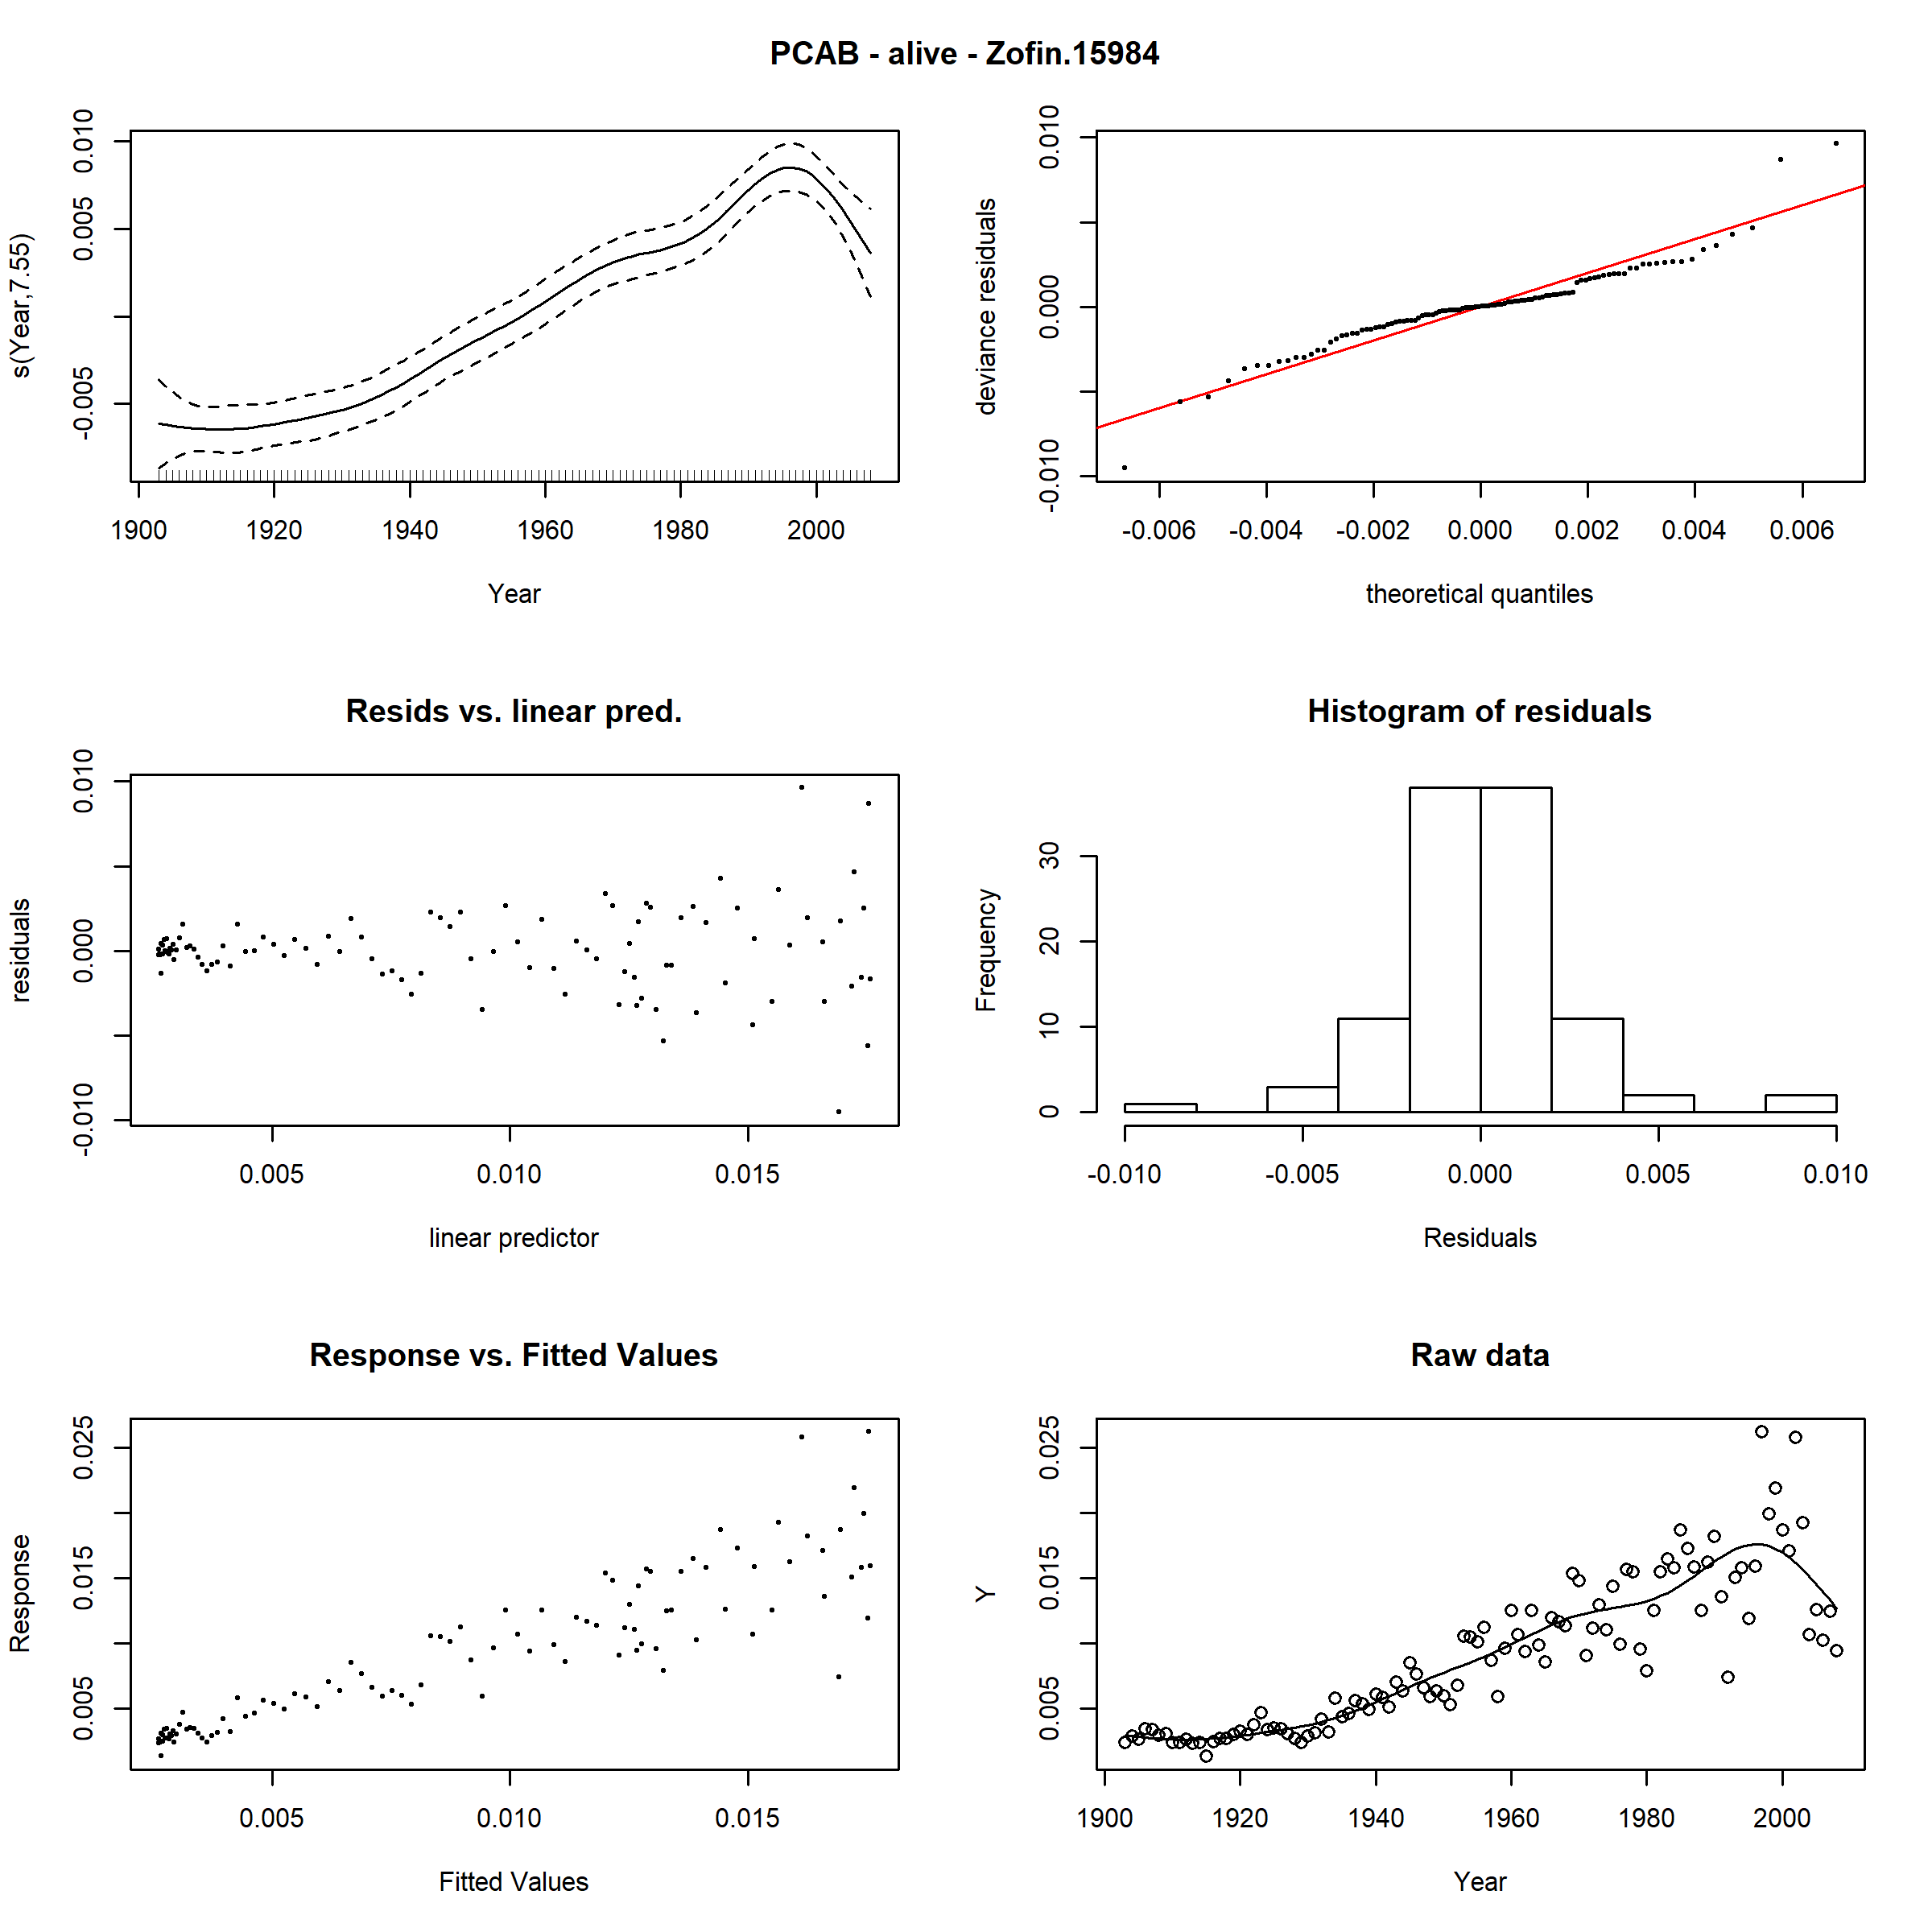 PCAB - alive - Zofin.15984
s(Year,7.55)
-0.005 0.005 0.010
1900 1920 1940 1960 1980 2000
Year
deviance residuals
-0.010 0.000 0.010
-0.006 -0.004 -0.002 0.000 0.002 0.004 0.006
theoretical quantiles
Resids vs. linear pred.
residuals
-0.010 0.000 0.010
0.005 0.010 0.015
linear predictor
Histogram of residuals
Frequency
0 10 20 30
-0.010 -0.005 0.000 0.005 0.010
Residuals
Response vs. Fitted Values
Response
0.005 0.015 0.025
0.005 0.010 0.015
Fitted Values
Raw data
Y
0.005 0.015 0.025
1900 1920 1940 1960 1980 2000
Year